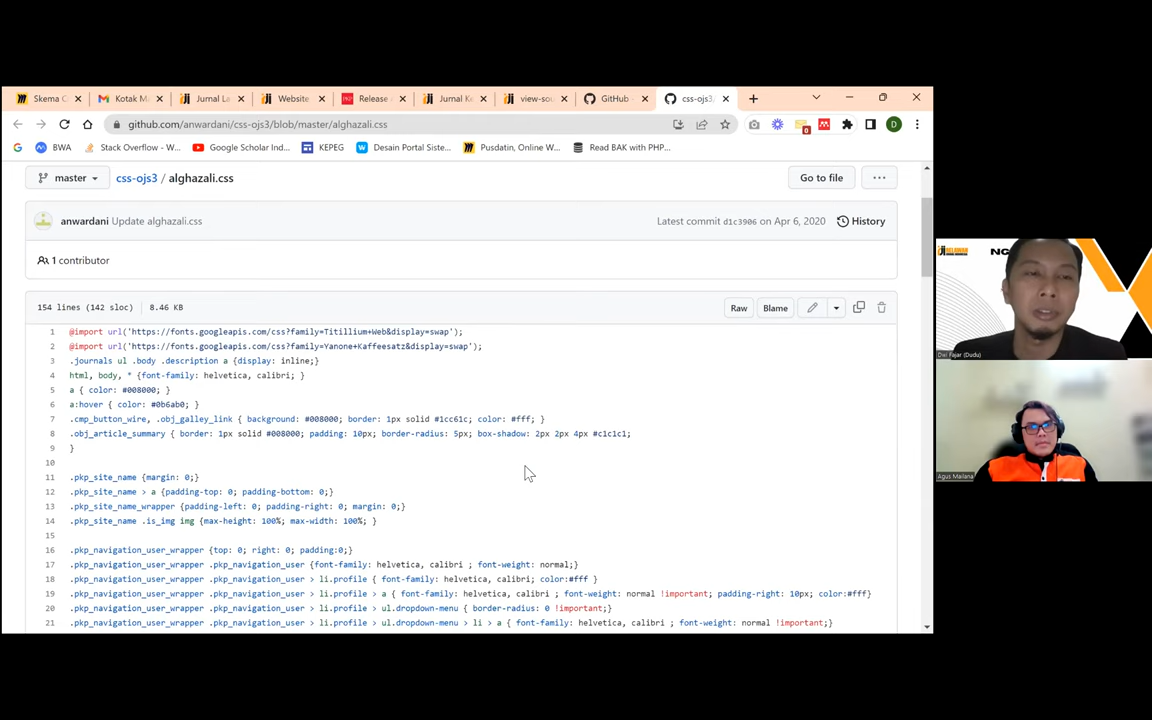 Skema C
Kotak M
Jurnal La
Website
Release
Jurnal Ke
view-sou
GitHub -
css-ojs3
github.com/anwardani/css-ojs3/blob/master/alghazali.css
0
D
G
BWA
Stack Overflow - W...
Google Scholar Ind...
KEPEG
Desain Portal Siste...
Pusdatin, Online W...
Read BAK with PHP...
master
css-ojs3 / alghazali.css
Go to file
...
anwardani Update alghazali.css
Latest commit d1c3906 on Apr 6, 2020
History
1 contributor
154 lines (142 sloc) 8.46 KB
Raw
Blame
1 @import url('https://fonts.googleapis.com/css?family=Titillium+Web&display=swap');
2 @import url('https://fonts.googleapis.com/css?family=Yanone+Kaffeesatz&display=swap');
3 .journals ul .body .description a {display: inline;}
4 html, body, * {font-family: helvetica, calibri; }
5 a { color: #008000; }
6 a:hover { color: #0b6ab0; }
7 .cmp_button_wire, .obj_galley_link { background: #008000; border: 1px solid #1cc61c; color: #fff; }
8 .obj_article_summary { border: 1px solid #008000; padding: 10px; border-radius: 5px; box-shadow: 2px 2px 4px #c1c1c1;
9 }
10
11 .pkp_site_name {margin: 0;}
12 .pkp_site_name > a {padding-top: 0; padding-bottom: 0;}
13 .pkp_site_name_wrapper {padding-left: 0; padding-right: 0; margin: 0;}
14 .pkp_site_name .is_img img {max-height: 100%; max-width: 100%; }
15
16 .pkp_navigation_user_wrapper {top: 0; right: 0; padding:0;}
17 .pkp_navigation_user_wrapper .pkp_navigation_user {font-family: helvetica, calibri ; font-weight: normal;}
18 .pkp_navigation_user_wrapper .pkp_navigation_user > li.profile { font-family: helvetica, calibri; color:#fff }
19 .pkp_navigation_user_wrapper .pkp_navigation_user > li.profile > a { font-family: helvetica, calibri ; font-weight: normal !important; padding-right: 10px; color:#fff}
20 .pkp_navigation_user_wrapper .pkp_navigation_user > li.profile > ul.dropdown-menu { border-radius: 0 !important;}
21 .pkp_navigation_user_wrapper .pkp_navigation_user > li.profile > ul.dropdown-menu > li > a { font-family: helvetica, calibri ; font-weight: normal !important;}
RELAWAN
Dwi Fajar (Dudu)
Agus Mailana